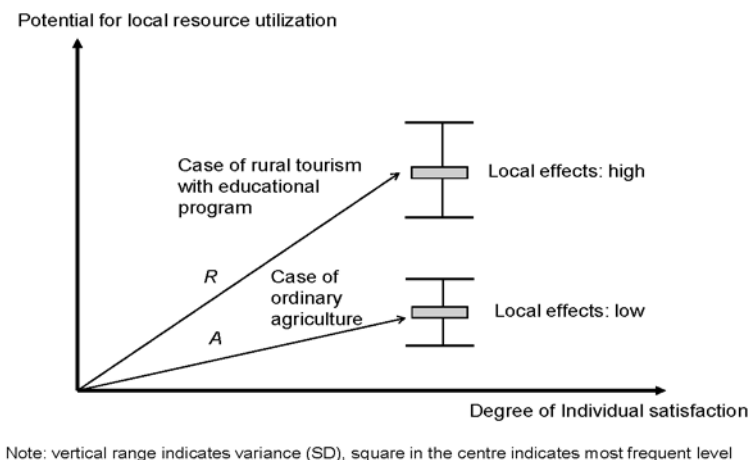 Potential for local resource utilization
Case of rural tourism
with educational
program
Local effects: high
R
Case of
ordinary
agriculture
A
Local effects: low
Degree of Individual satisfaction
Note: vertical range indicates variance (SD), square in the centre indicates most frequent level